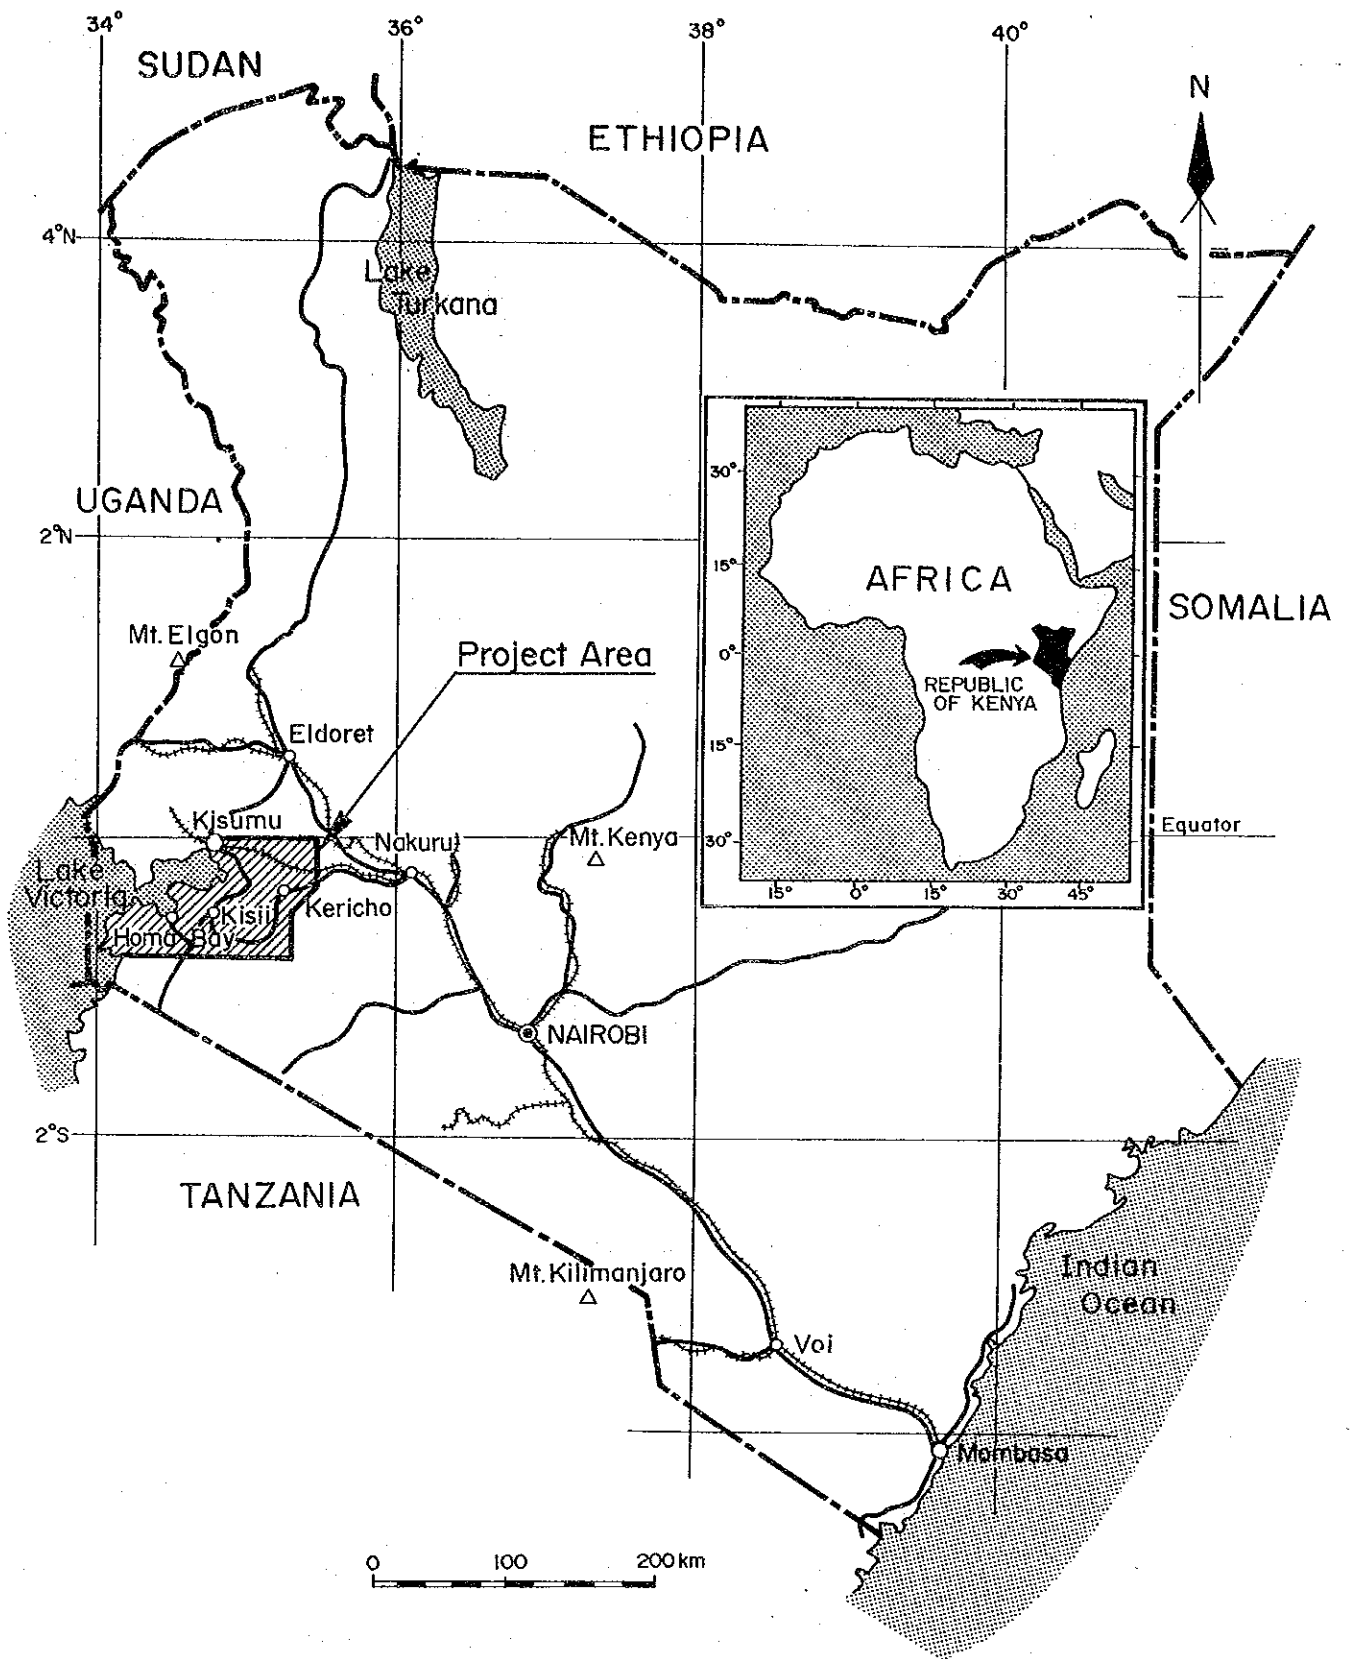 34°
36°
38°
40°
SUDAN
N
ETHIOPIA
4°N
Lake
Turkana
UGANDA
2°N
30°
15°
AFRICA
SOMALIA
Mt. Elgon
Project Area
0°
REPUBLIC
OF KENYA
Eldoret
15°
Kisumu
Nakuru
Mt. Kenya
30°
Equator
15°
0°
15°
30°
45°
Lake
Victoria
Kisii
Kericho
Homa Bay
NAIROBI
2°S
TANZANIA
Mt. Kilimanjaro
Indian
Ocean
Voi
Mombasa
0
100
200 km